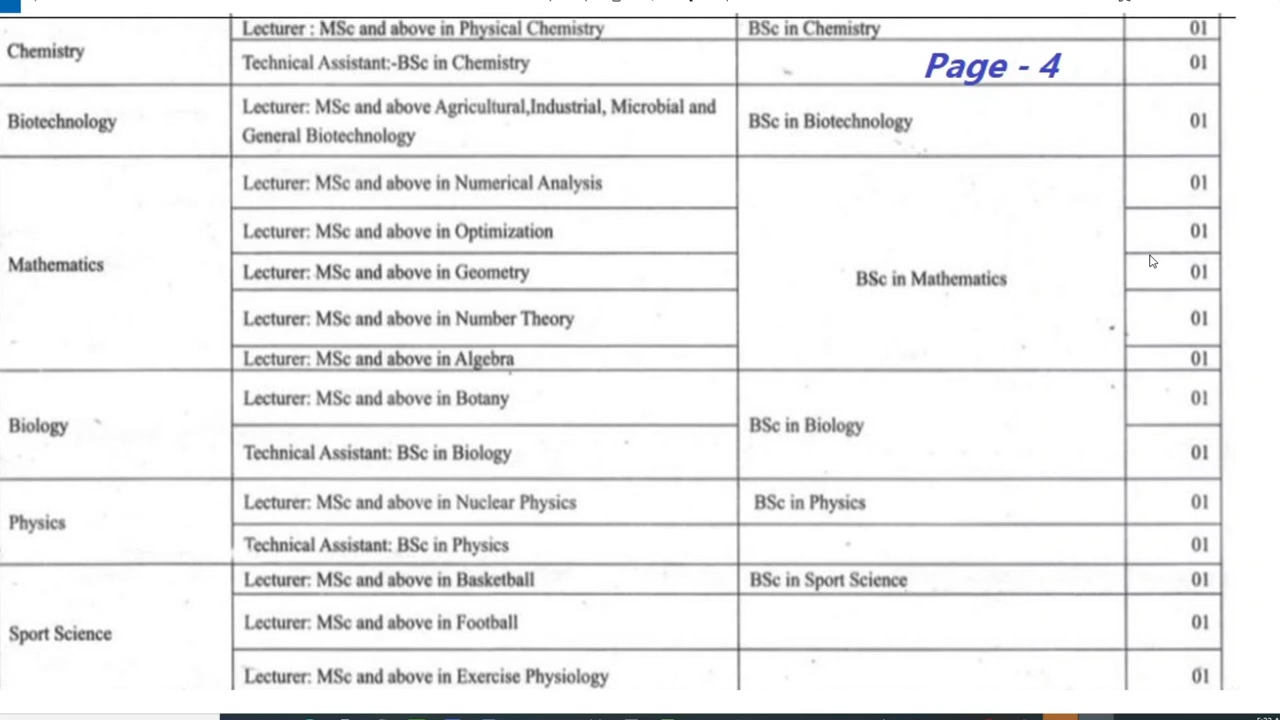 Lecturer : MSc and above in Physical Chemistry BSc in Chemistry 01
Chemistry
Technical Assistant:-BSc in Chemistry 01
Page - 4
Biotechnology
Lecturer: MSc and above Agricultural,Industrial, Microbial and
General Biotechnology
BSc in Biotechnology 01
Mathematics
Lecturer: MSc and above in Numerical Analysis 01
Lecturer: MSc and above in Optimization 01
Lecturer: MSc and above in Geometry 01
BSc in Mathematics
Lecturer: MSc and above in Number Theory 01
Lecturer: MSc and above in Algebra 01
Biology
Lecturer: MSc and above in Botany 01
BSc in Biology
Technical Assistant: BSc in Biology 01
Physics
Lecturer: MSc and above in Nuclear Physics BSc in Physics 01
Technical Assistant: BSc in Physics 01
Sport Science
Lecturer: MSc and above in Basketball BSc in Sport Science 01
Lecturer: MSc and above in Football 01
Lecturer: MSc and above in Exercise Physiology 01